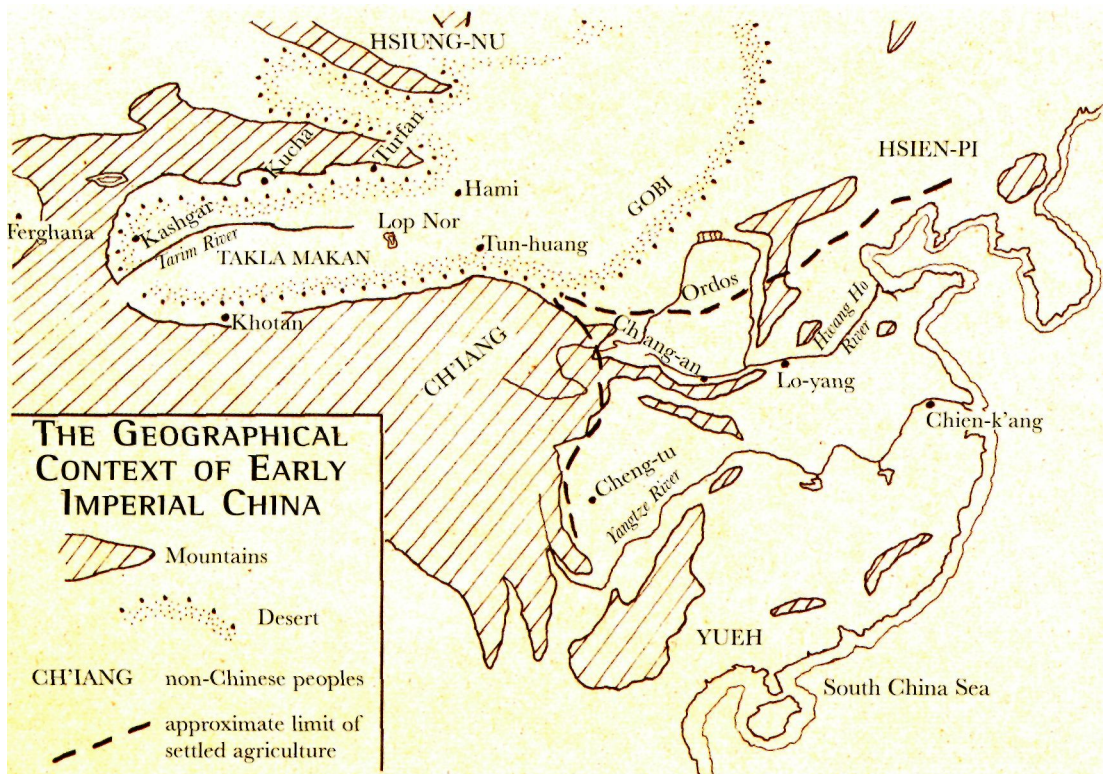 HSIUNG-NU
HSIEN-PI
Kucha
Turfan
Hami
GOBI
Ferghana
Kashgar
Tarim River
Lop Nor
TAKLA MAKAN
Tun-huang
Ordos
Khotan
CH'IANG
Ch'ang-an
Hwang Ho
River
Lo-yang
Chien-k'ang
Cheng-tu
Yangtze River
YUEH
South China Sea
THE GEOGRAPHICAL
CONTEXT OF EARLY
IMPERIAL CHINA
Mountains
Desert
CH'IANG non-Chinese peoples
approximate limit of
settled agriculture